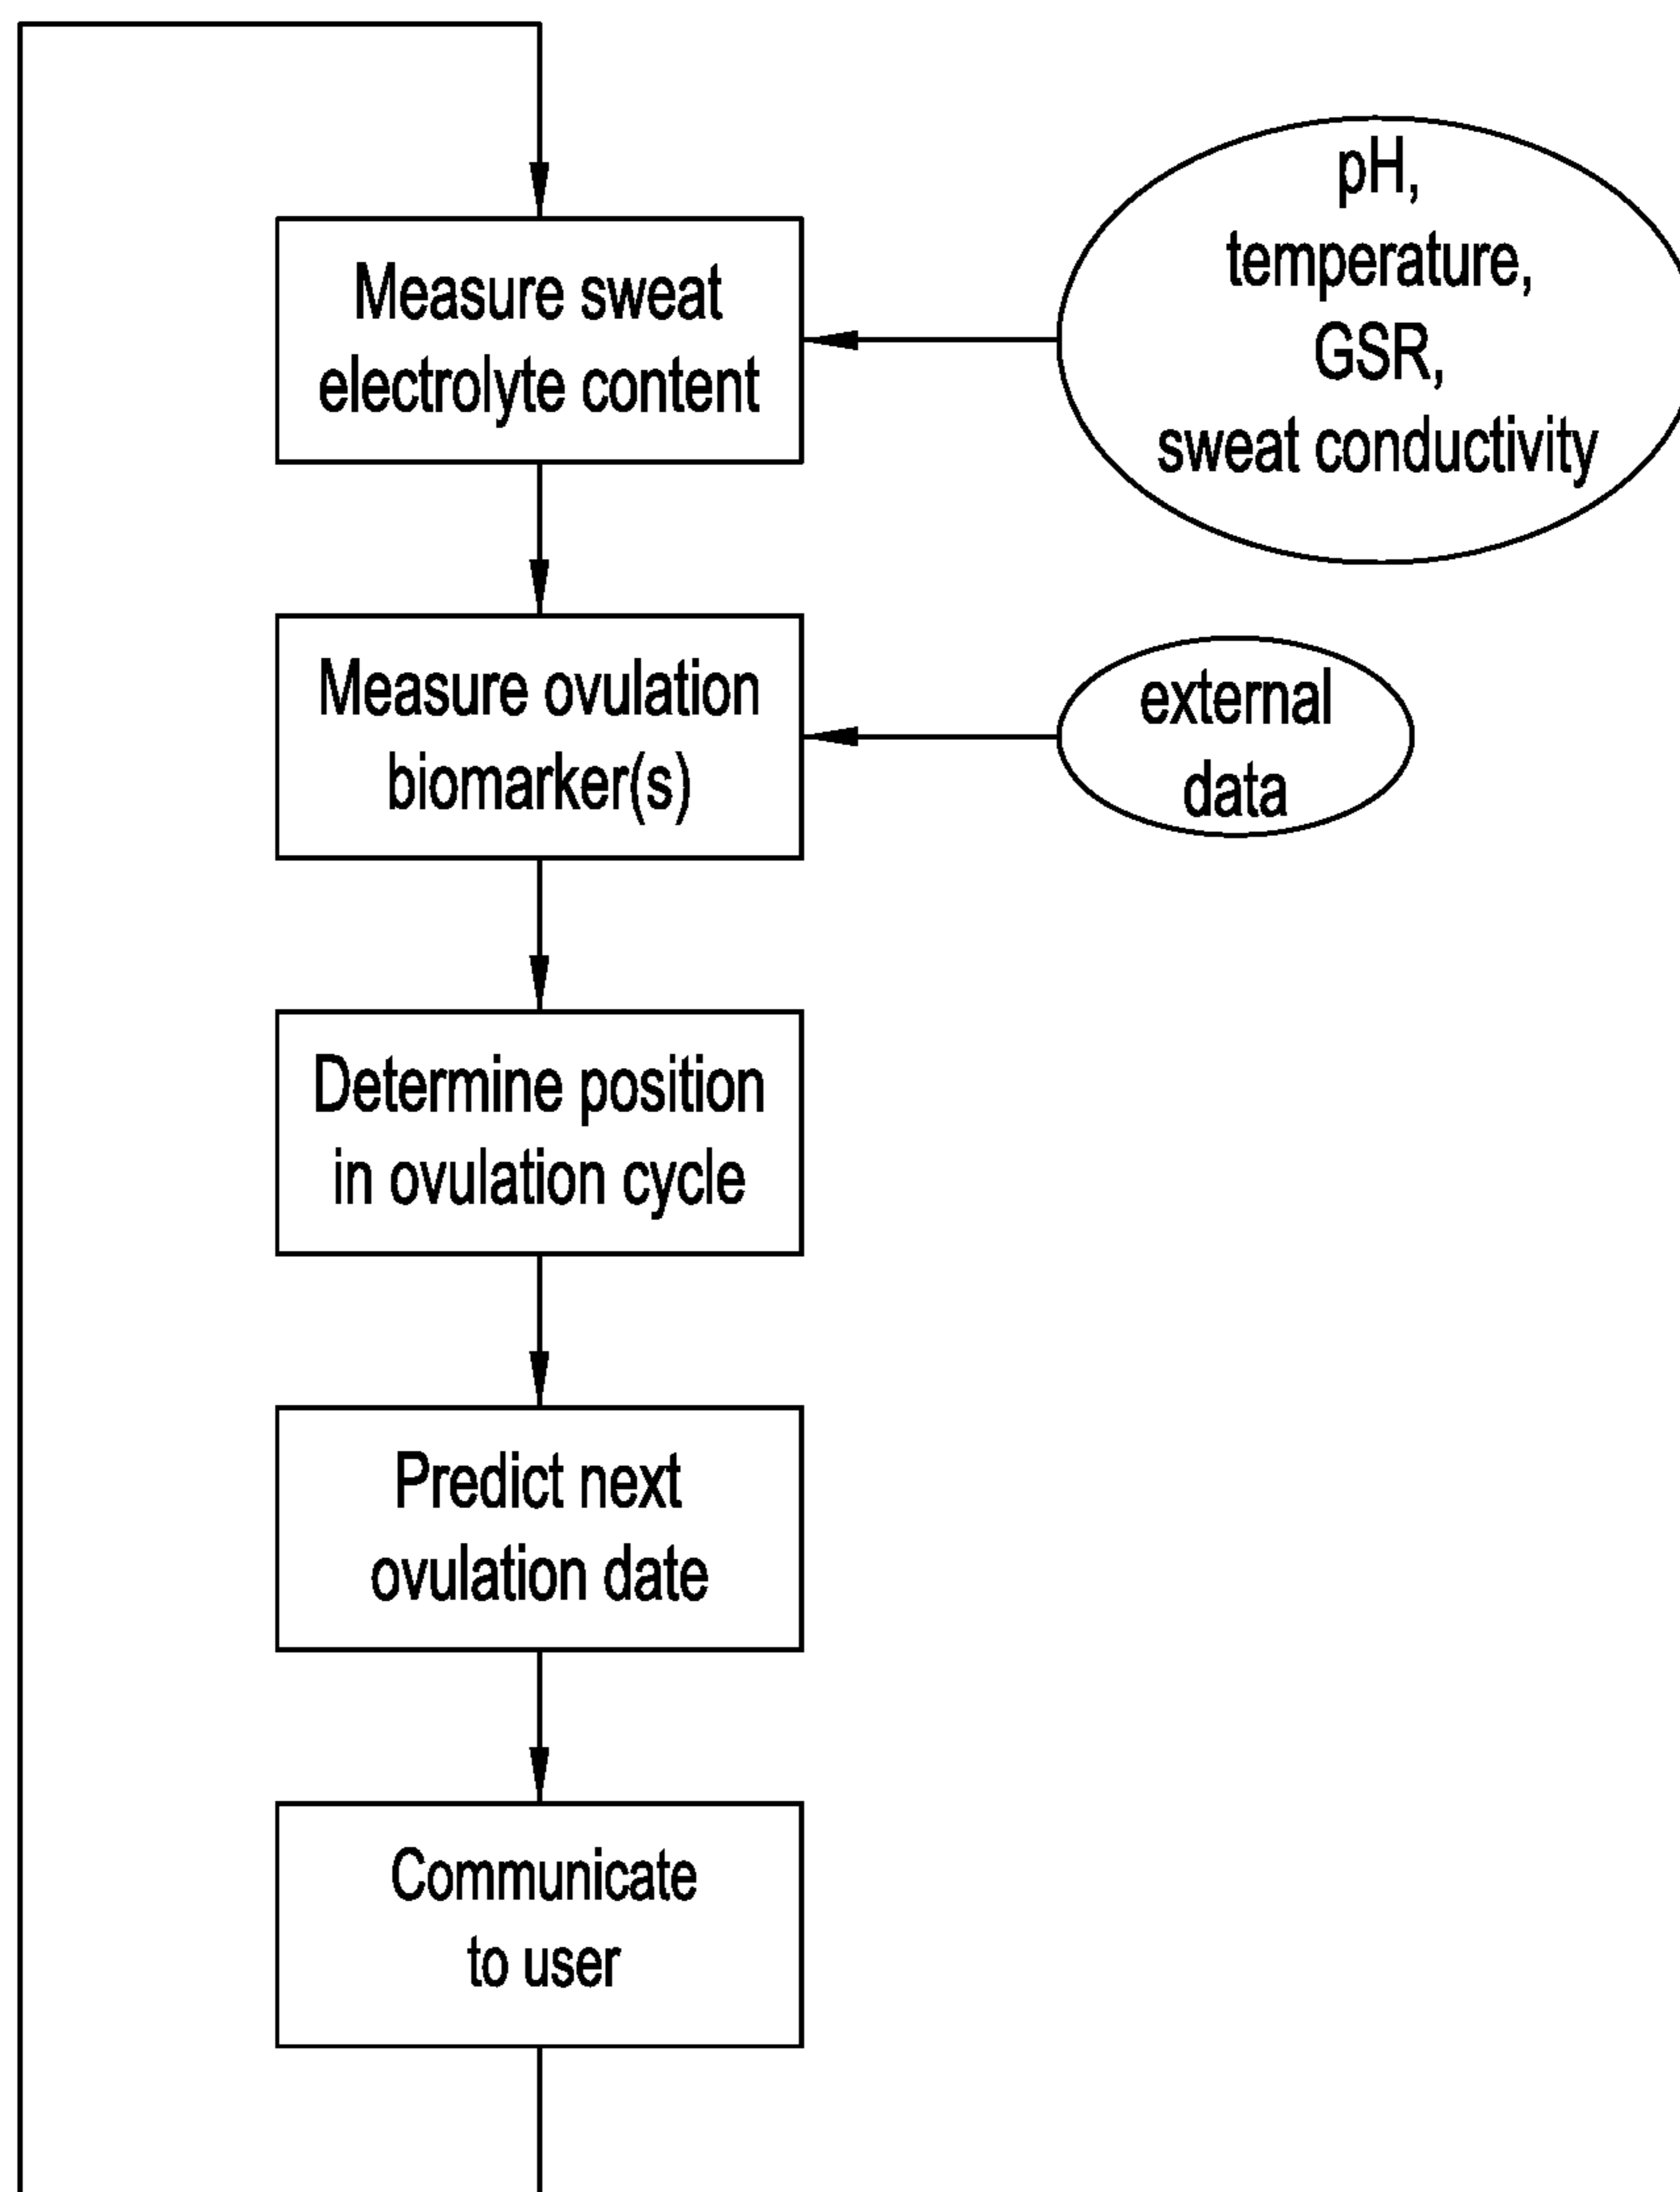 Measure sweat
electrolyte content
pH,
temperature,
GSR,
sweat conductivity
Measure ovulation
biomarker(s)
external
data
Determine position
in ovulation cycle
Predict next
ovulation date
Communicate
to user